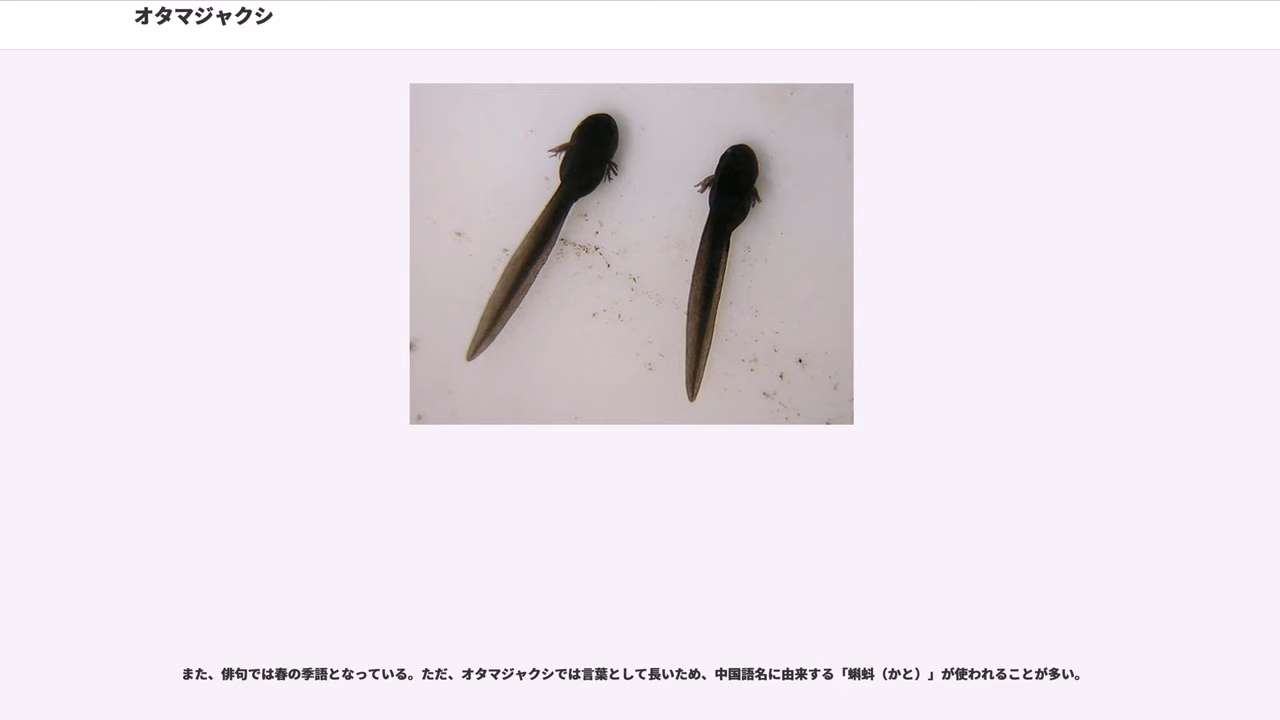 オタマジャクシ
また、俳句では春の季語となっている。ただ、オタマジャクシでは言葉として長いため、中国語名に由来する「蝌蚪（かと）」が使われることが多い。